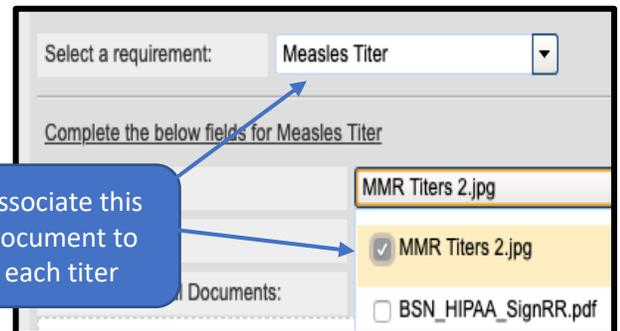 Select a requirement: Measles Titer
Complete the below fields for Measles Titer
MMR Titers 2.jpg
ssociate this
ocument to
each titer
MMR Titers 2.jpg
Documents:
BSN_HIPAA_SignRR.pdf